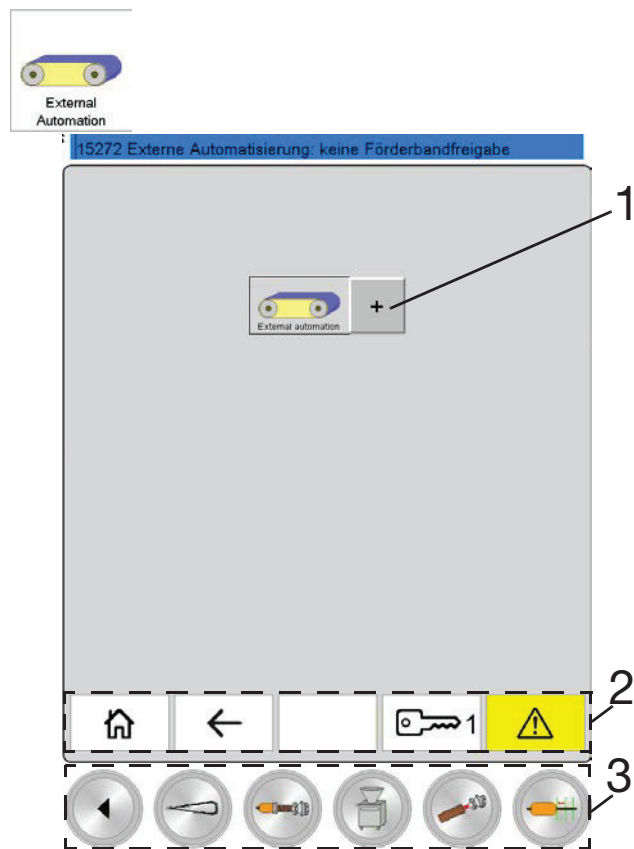 External
Automation
15272 Externe Automatisierung: keine Förderbandfreigabe
1
+
External automation
2
1
3